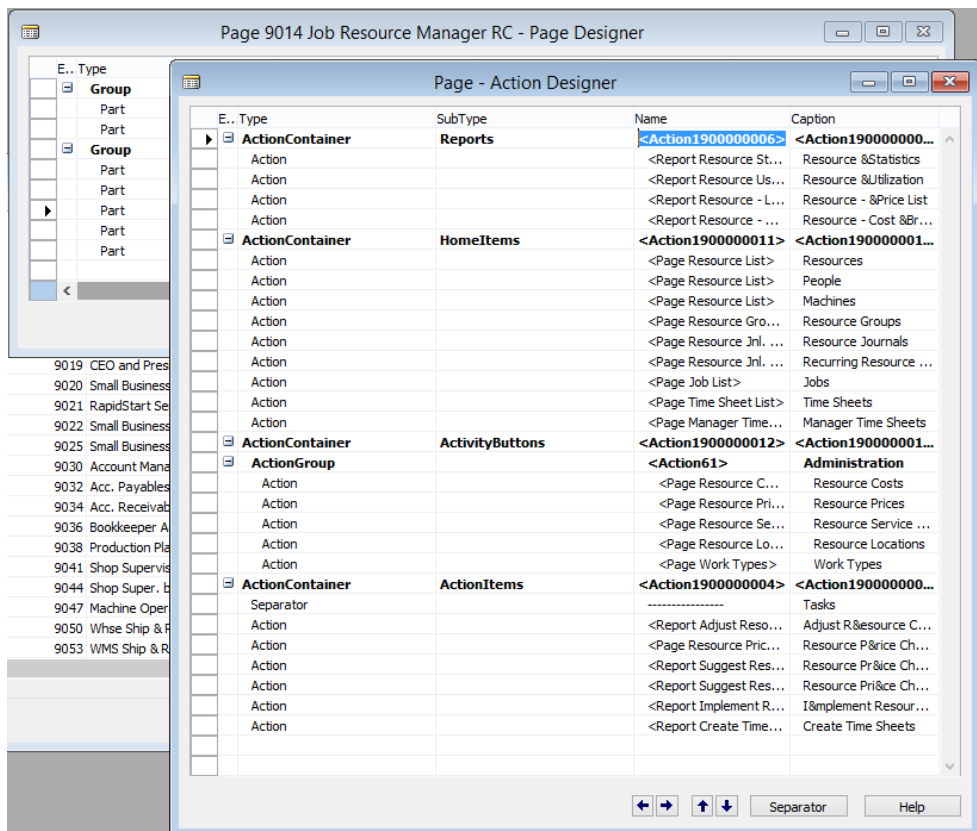 Page 9014 Job Resource Manager RC - Page Designer
E.. Type
Group
Part
Part
Group
Part
Part
Part
Part
Part
9019 CEO and Pres
9020 Small Business
9021 RapidStart Se
9022 Small Business
9025 Small Business
9030 Account Mana
9032 Acc. Payables
9034 Acc. Receivab
9036 Bookkeeper A
9038 Production Pla
9041 Shop Supervis
9044 Shop Super. b
9047 Machine Oper
9050 Whse Ship & R
9053 WMS Ship & R
Page - Action Designer
E.. Type SubType Name Caption
ActionContainer Reports <Action1900000006> <Action190000000...
Action <Report Resource St... Resource &Statistics
Action <Report Resource Us... Resource &Utilization
Action <Report Resource - L... Resource - &Price List
Action <Report Resource - ... Resource - Cost &Br...
ActionContainer HomeItems <Action1900000011> <Action190000001...
Action <Page Resource List> Resources
Action <Page Resource List> People
Action <Page Resource List> Machines
Action <Page Resource Gro... Resource Groups
Action <Page Resource Jnl. ... Resource Journals
Action <Page Resource Jnl. ... Recurring Resource ...
Action <Page Job List> Jobs
Action <Page Time Sheet List> Time Sheets
Action <Page Manager Time... Manager Time Sheets
ActionContainer ActivityButtons <Action1900000012> <Action190000001...
ActionGroup <Action61> Administration
Action <Page Resource C... Resource Costs
Action <Page Resource Pri... Resource Prices
Action <Page Resource Se... Resource Service ...
Action <Page Resource Lo... Resource Locations
Action <Page Work Types> Work Types
ActionContainer ActionItems <Action1900000004> <Action190000000...
Separator ---------------- Tasks
Action <Report Adjust Reso... Adjust R&esource C...
Action <Page Resource Pric... Resource P&rice Ch...
Action <Report Suggest Res... Resource Pr&ice Ch...
Action <Report Suggest Res... Resource Pri&ce Ch...
Action <Report Implement R... I&mplement Resour...
Action <Report Create Time... Create Time Sheets
Separator Help